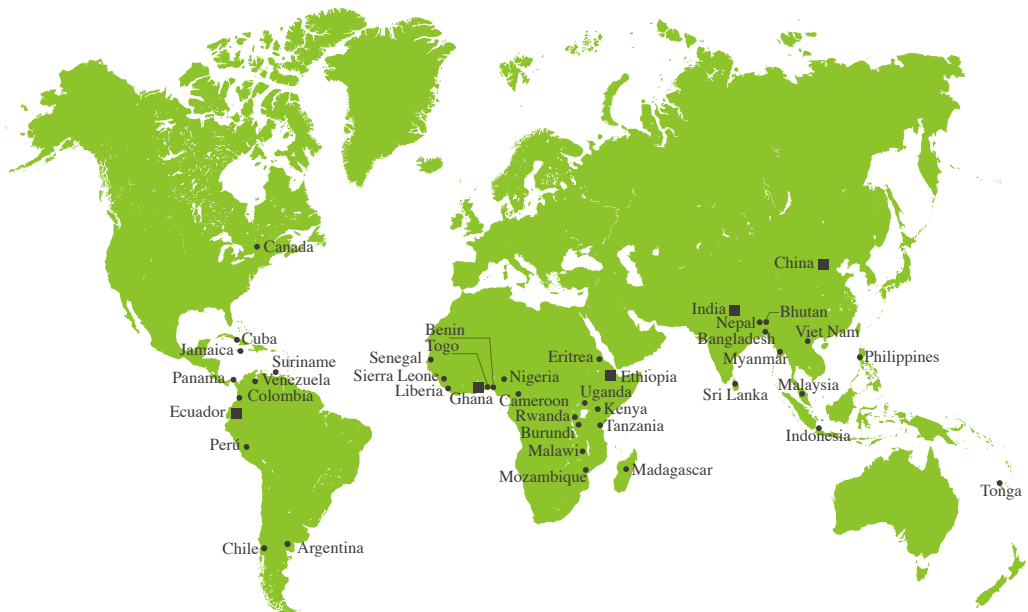 Canada
China
India
Bhutan
Nepal
Benin
Bangladesh
Viet Nam
Cuba
Togo
Jamaica
Senegal
Eritrea
Myanmar
Philippines
Suriname
Panama
Venezuela
Sierra Leone
Nigeria
Ethiopia
Liberia
Ghana
Uganda
Sri Lanka
Malaysia
Colombia
Cameroon
Ecuador
Rwanda
Kenya
Burundi
Tanzania
Indonesia
Perú
Malawi
Mozambique
Madagascar
Tonga
Chile
Argentina